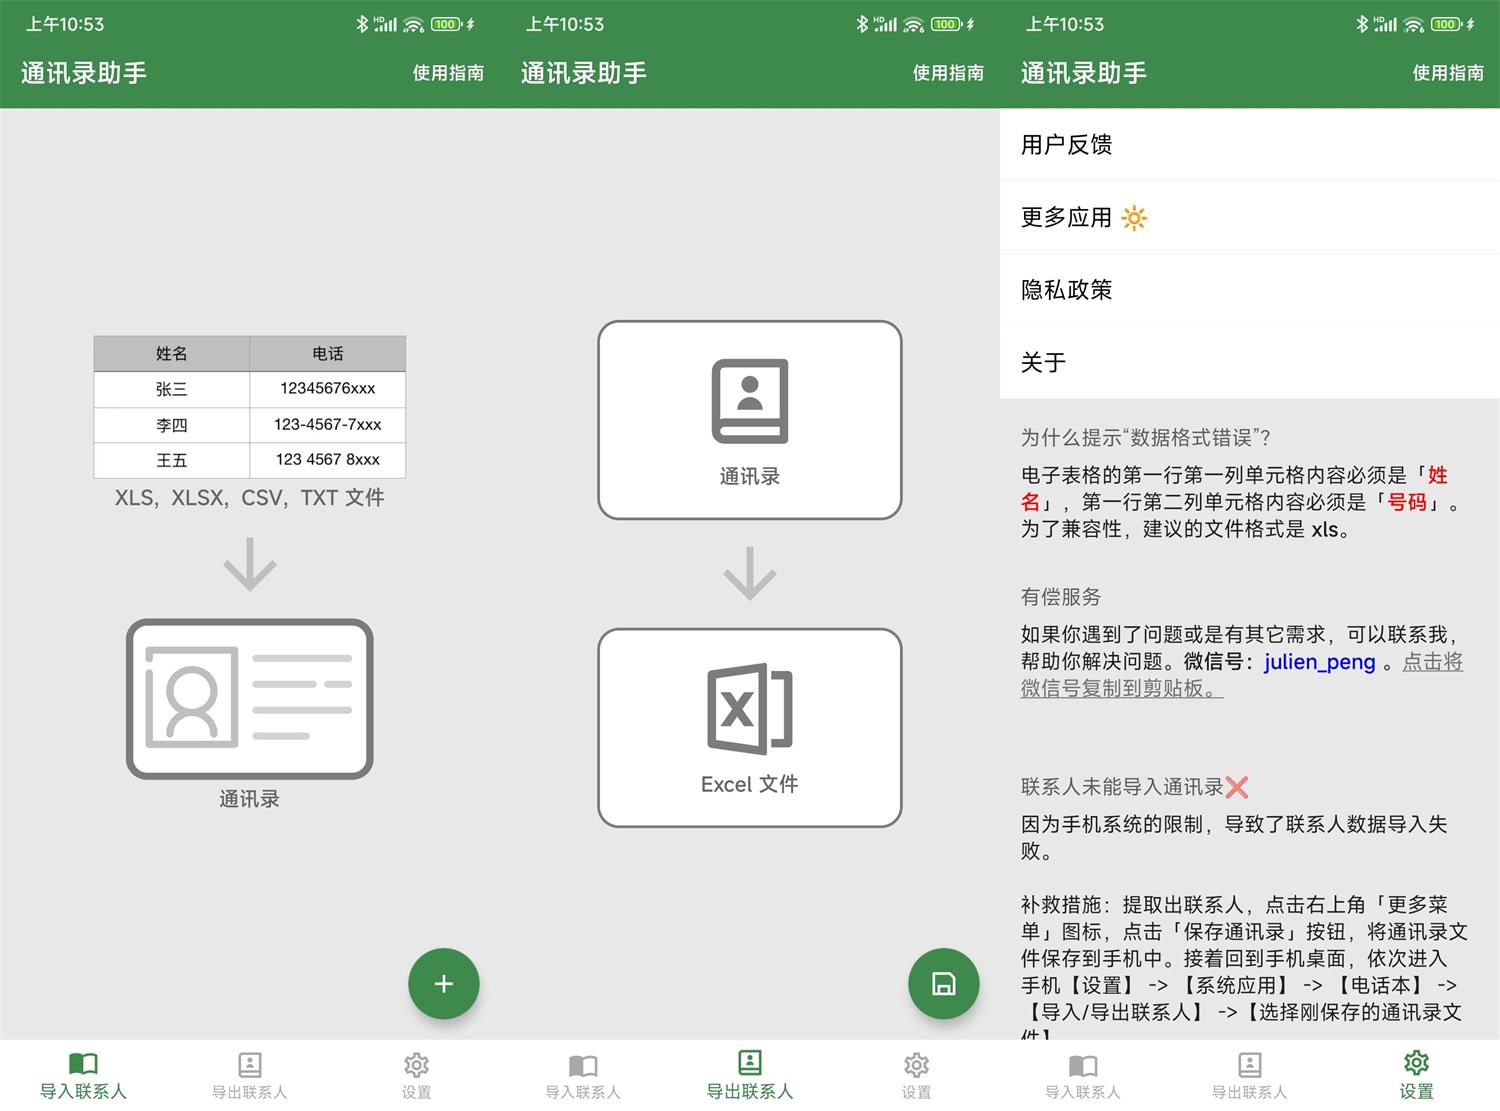 上午10:53
HD
100
通讯录助手
使用指南
姓名 电话
张三 12345676xxx
李四 123-4567-7xxx
王五 123 4567 8xxx
XLS，XLSX，CSV，TXT 文件
通讯录
导入联系人
导出联系人
设置
上午10:53
HD
100
通讯录助手
使用指南
通讯录
Excel 文件
导入联系人
导出联系人
设置
上午10:53
HD
100
通讯录助手
使用指南
用户反馈
更多应用
隐私政策
关于
为什么提示“数据格式错误”？
电子表格的第一行第一列单元格内容必须是「姓
名」，第一行第二列单元格内容必须是「号码」。
为了兼容性，建议的文件格式是 xls。
有偿服务
如果你遇到了问题或是有其它需求，可以联系我，
帮助你解决问题。微信号：julien_peng 。点击将
微信号复制到剪贴板。
联系人未能导入通讯录❌
因为手机系统的限制，导致了联系人数据导入失
败。
补救措施：提取出联系人，点击右上角「更多菜
单」图标，点击「保存通讯录」按钮，将通讯录文
件保存到手机中。接着回到手机桌面，依次进入
手机【设置】 -> 【系统应用】 -> 【电话本】 ->
【导入/导出联系人】 ->【选择刚保存的通讯录文
件】
导入联系人
导出联系人
设置